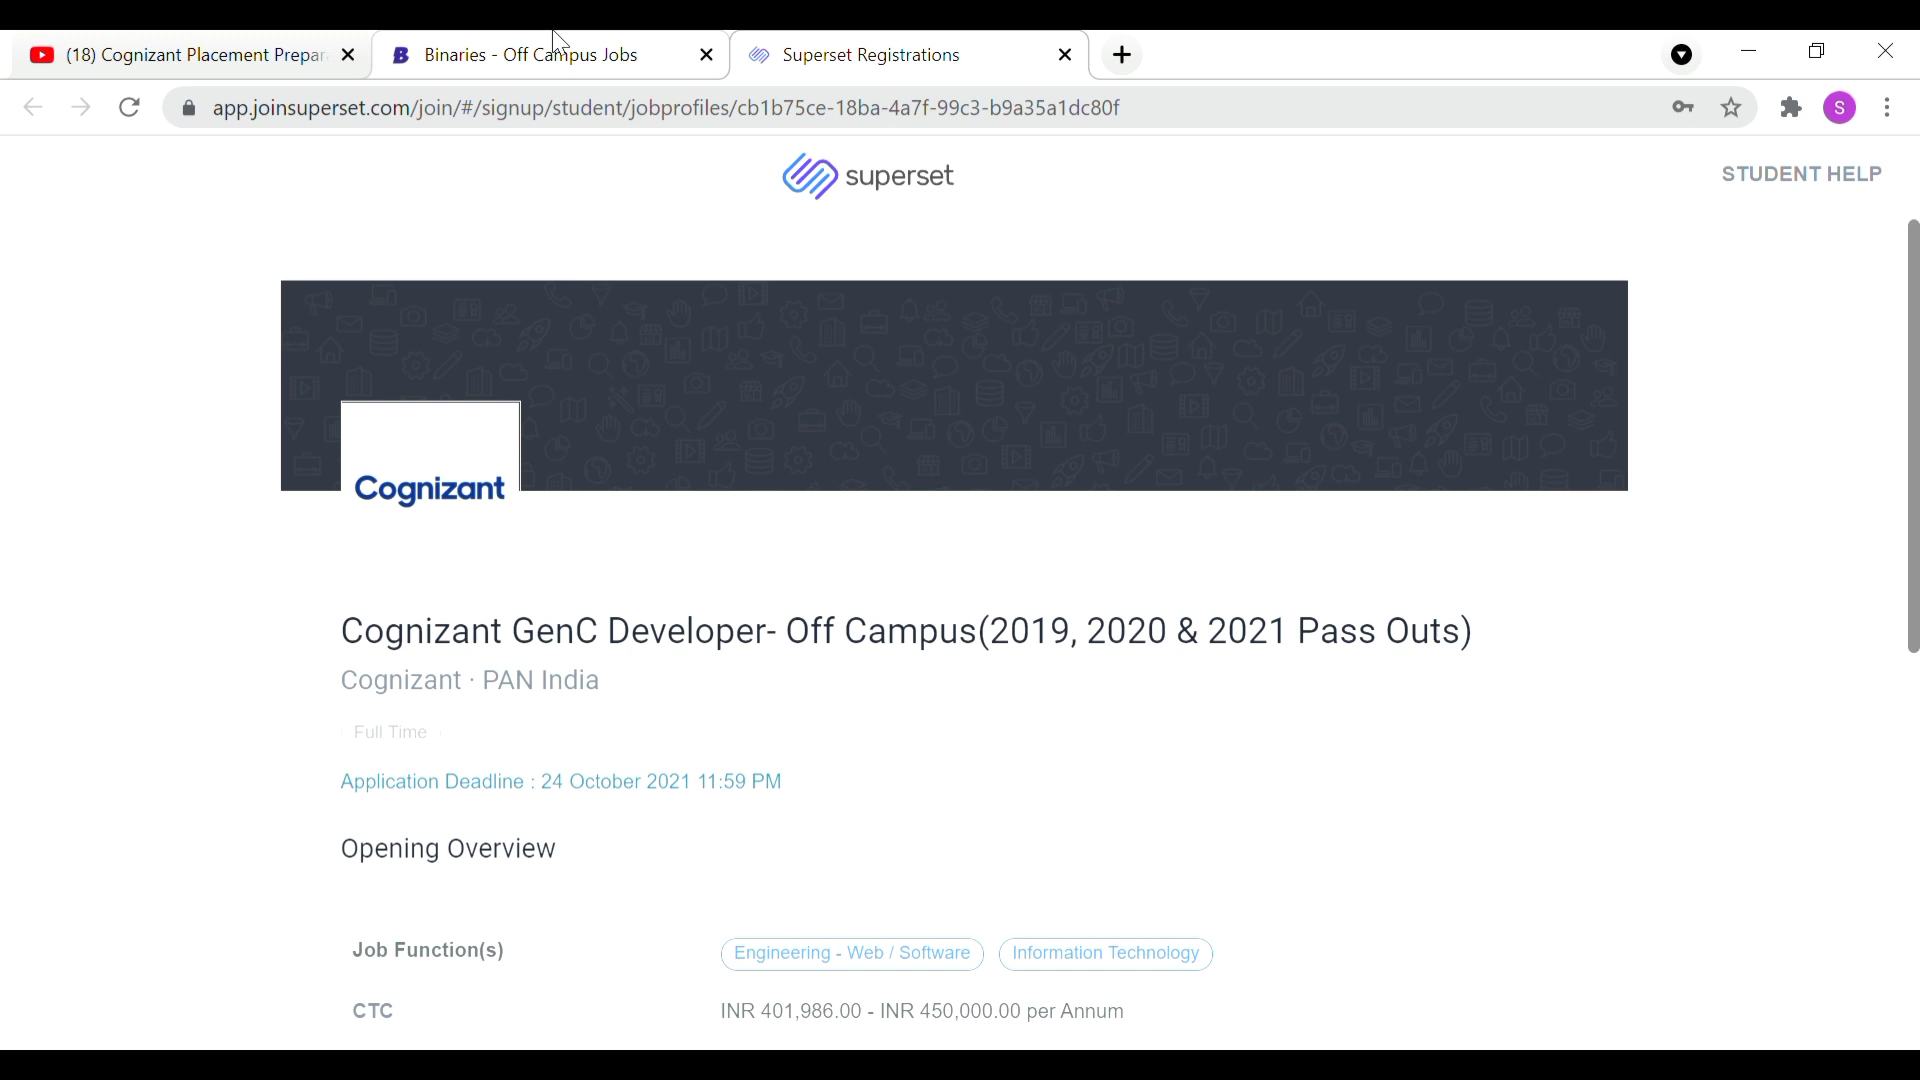 (18) Cognizant Placement Prepar
Binaries - Off Campus Jobs
Superset Registrations
app.joinsuperset.com/join/#/signup/student/jobprofiles/cb1b75ce-18ba-4a7f-99c3-b9a35a1dc80f
S
superset
STUDENT HELP
Cognizant
Cognizant GenC Developer- Off Campus(2019, 2020 & 2021 Pass Outs)
Cognizant · PAN India
Full Time
Application Deadline : 24 October 2021 11:59 PM
Opening Overview
Job Function(s) Engineering - Web / Software Information Technology
CTC INR 401,986.00 - INR 450,000.00 per Annum